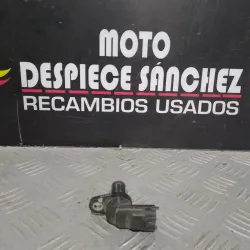 MOTO
DESPIECE SÁNCHEZ
RECAMBIOS USADOS